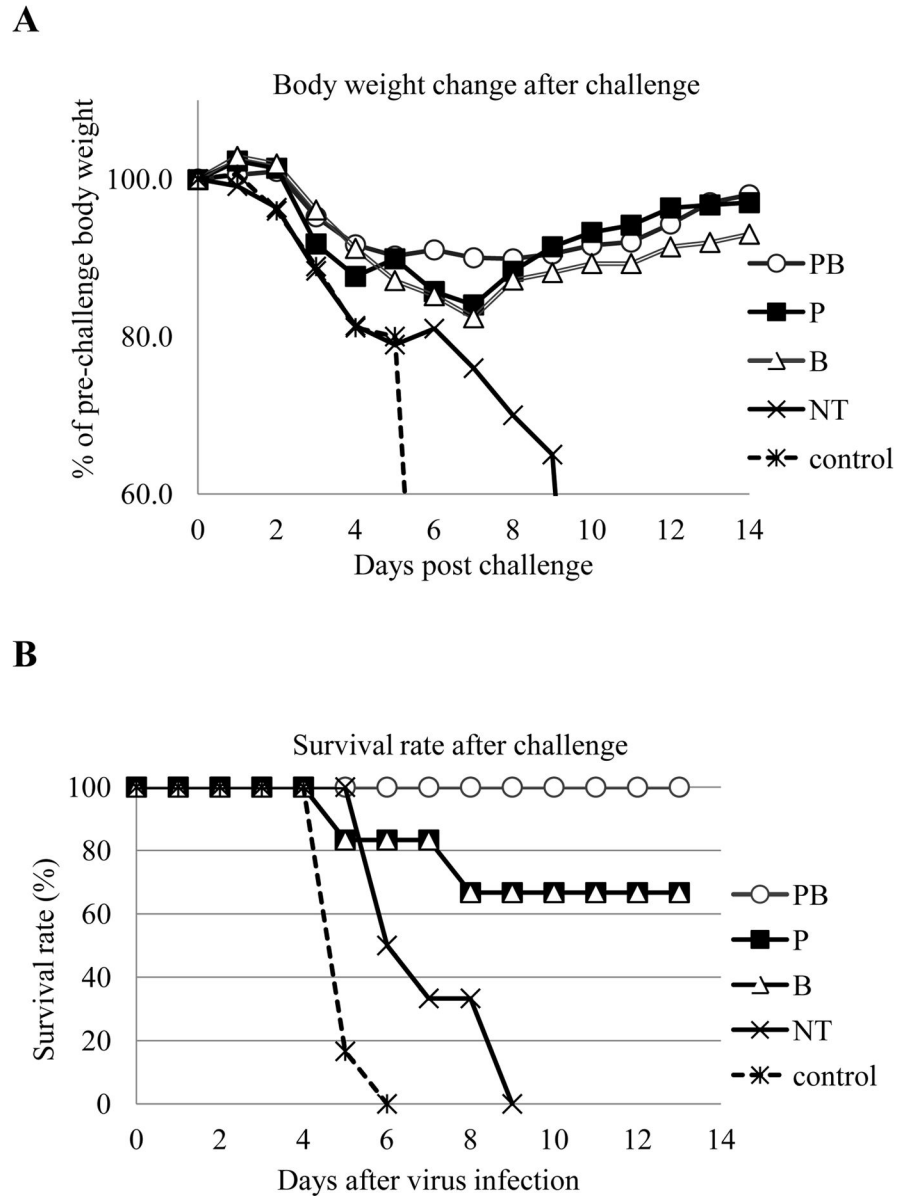 A
Body weight change after challenge
% of pre-challenge body weight
100.0
80.0
60.0
0 2 4 6 8 10 12 14
Days post challenge
PB
P
B
NT
control
B
Survival rate after challenge
Survival rate (%)
100
80
60
40
20
0
0 2 4 6 8 10 12 14
Days after virus infection
PB
P
B
NT
control